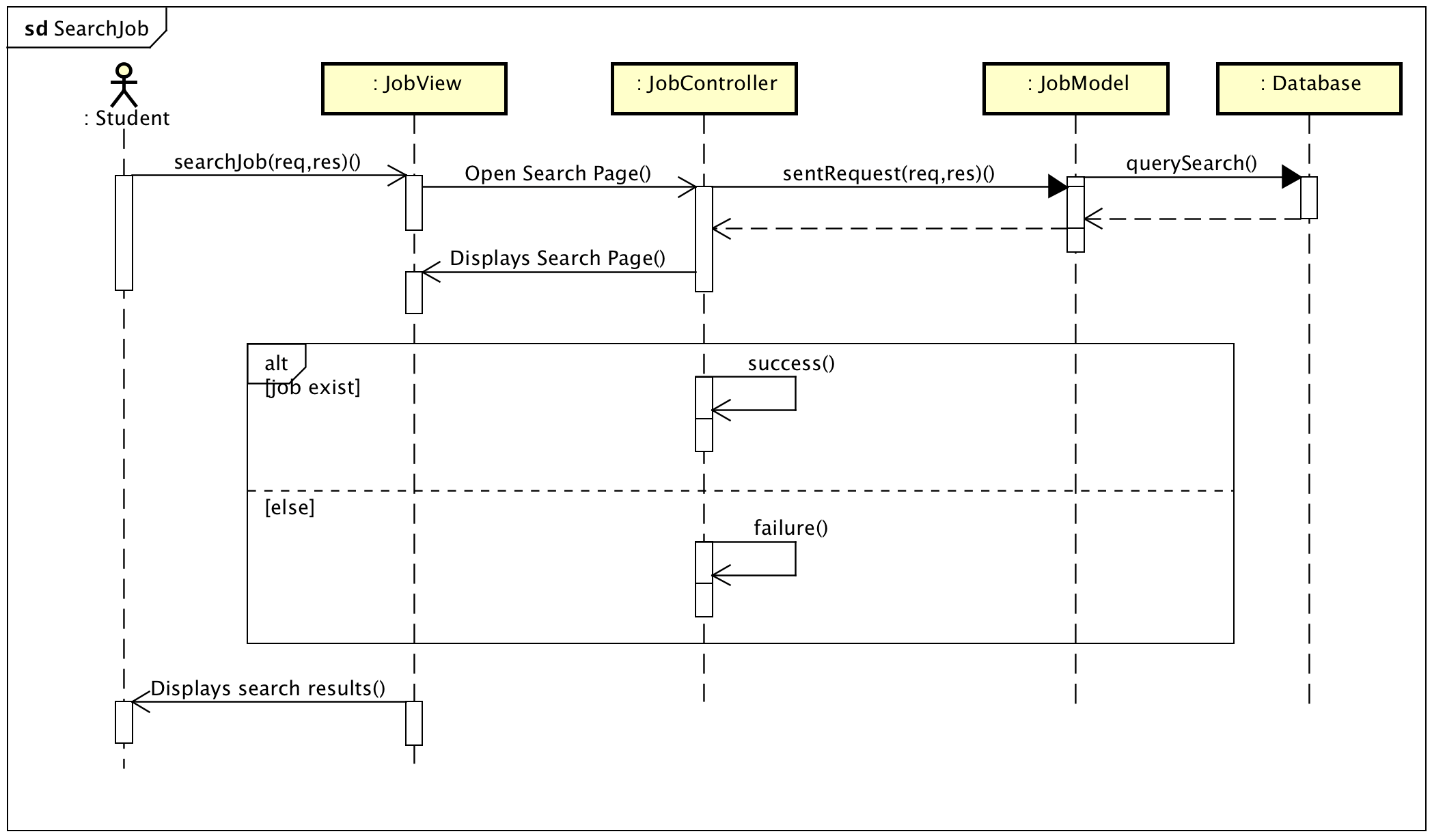 sd SearchJob
: Student
: JobView
: JobController
: JobModel
: Database
searchJob(req,res)()
Open Search Page()
sentRequest(req,res)()
querySearch()
Displays Search Page()
alt
[job exist]
success()
[else]
failure()
Displays search results()